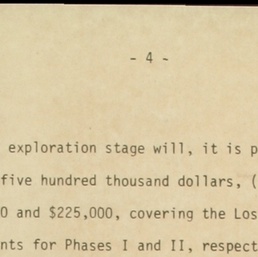 - 4 -
exploration stage will, it is p
five hundred thousand dollars, (
0 and $225,000, covering the Los
nts for Phases I and II, respect